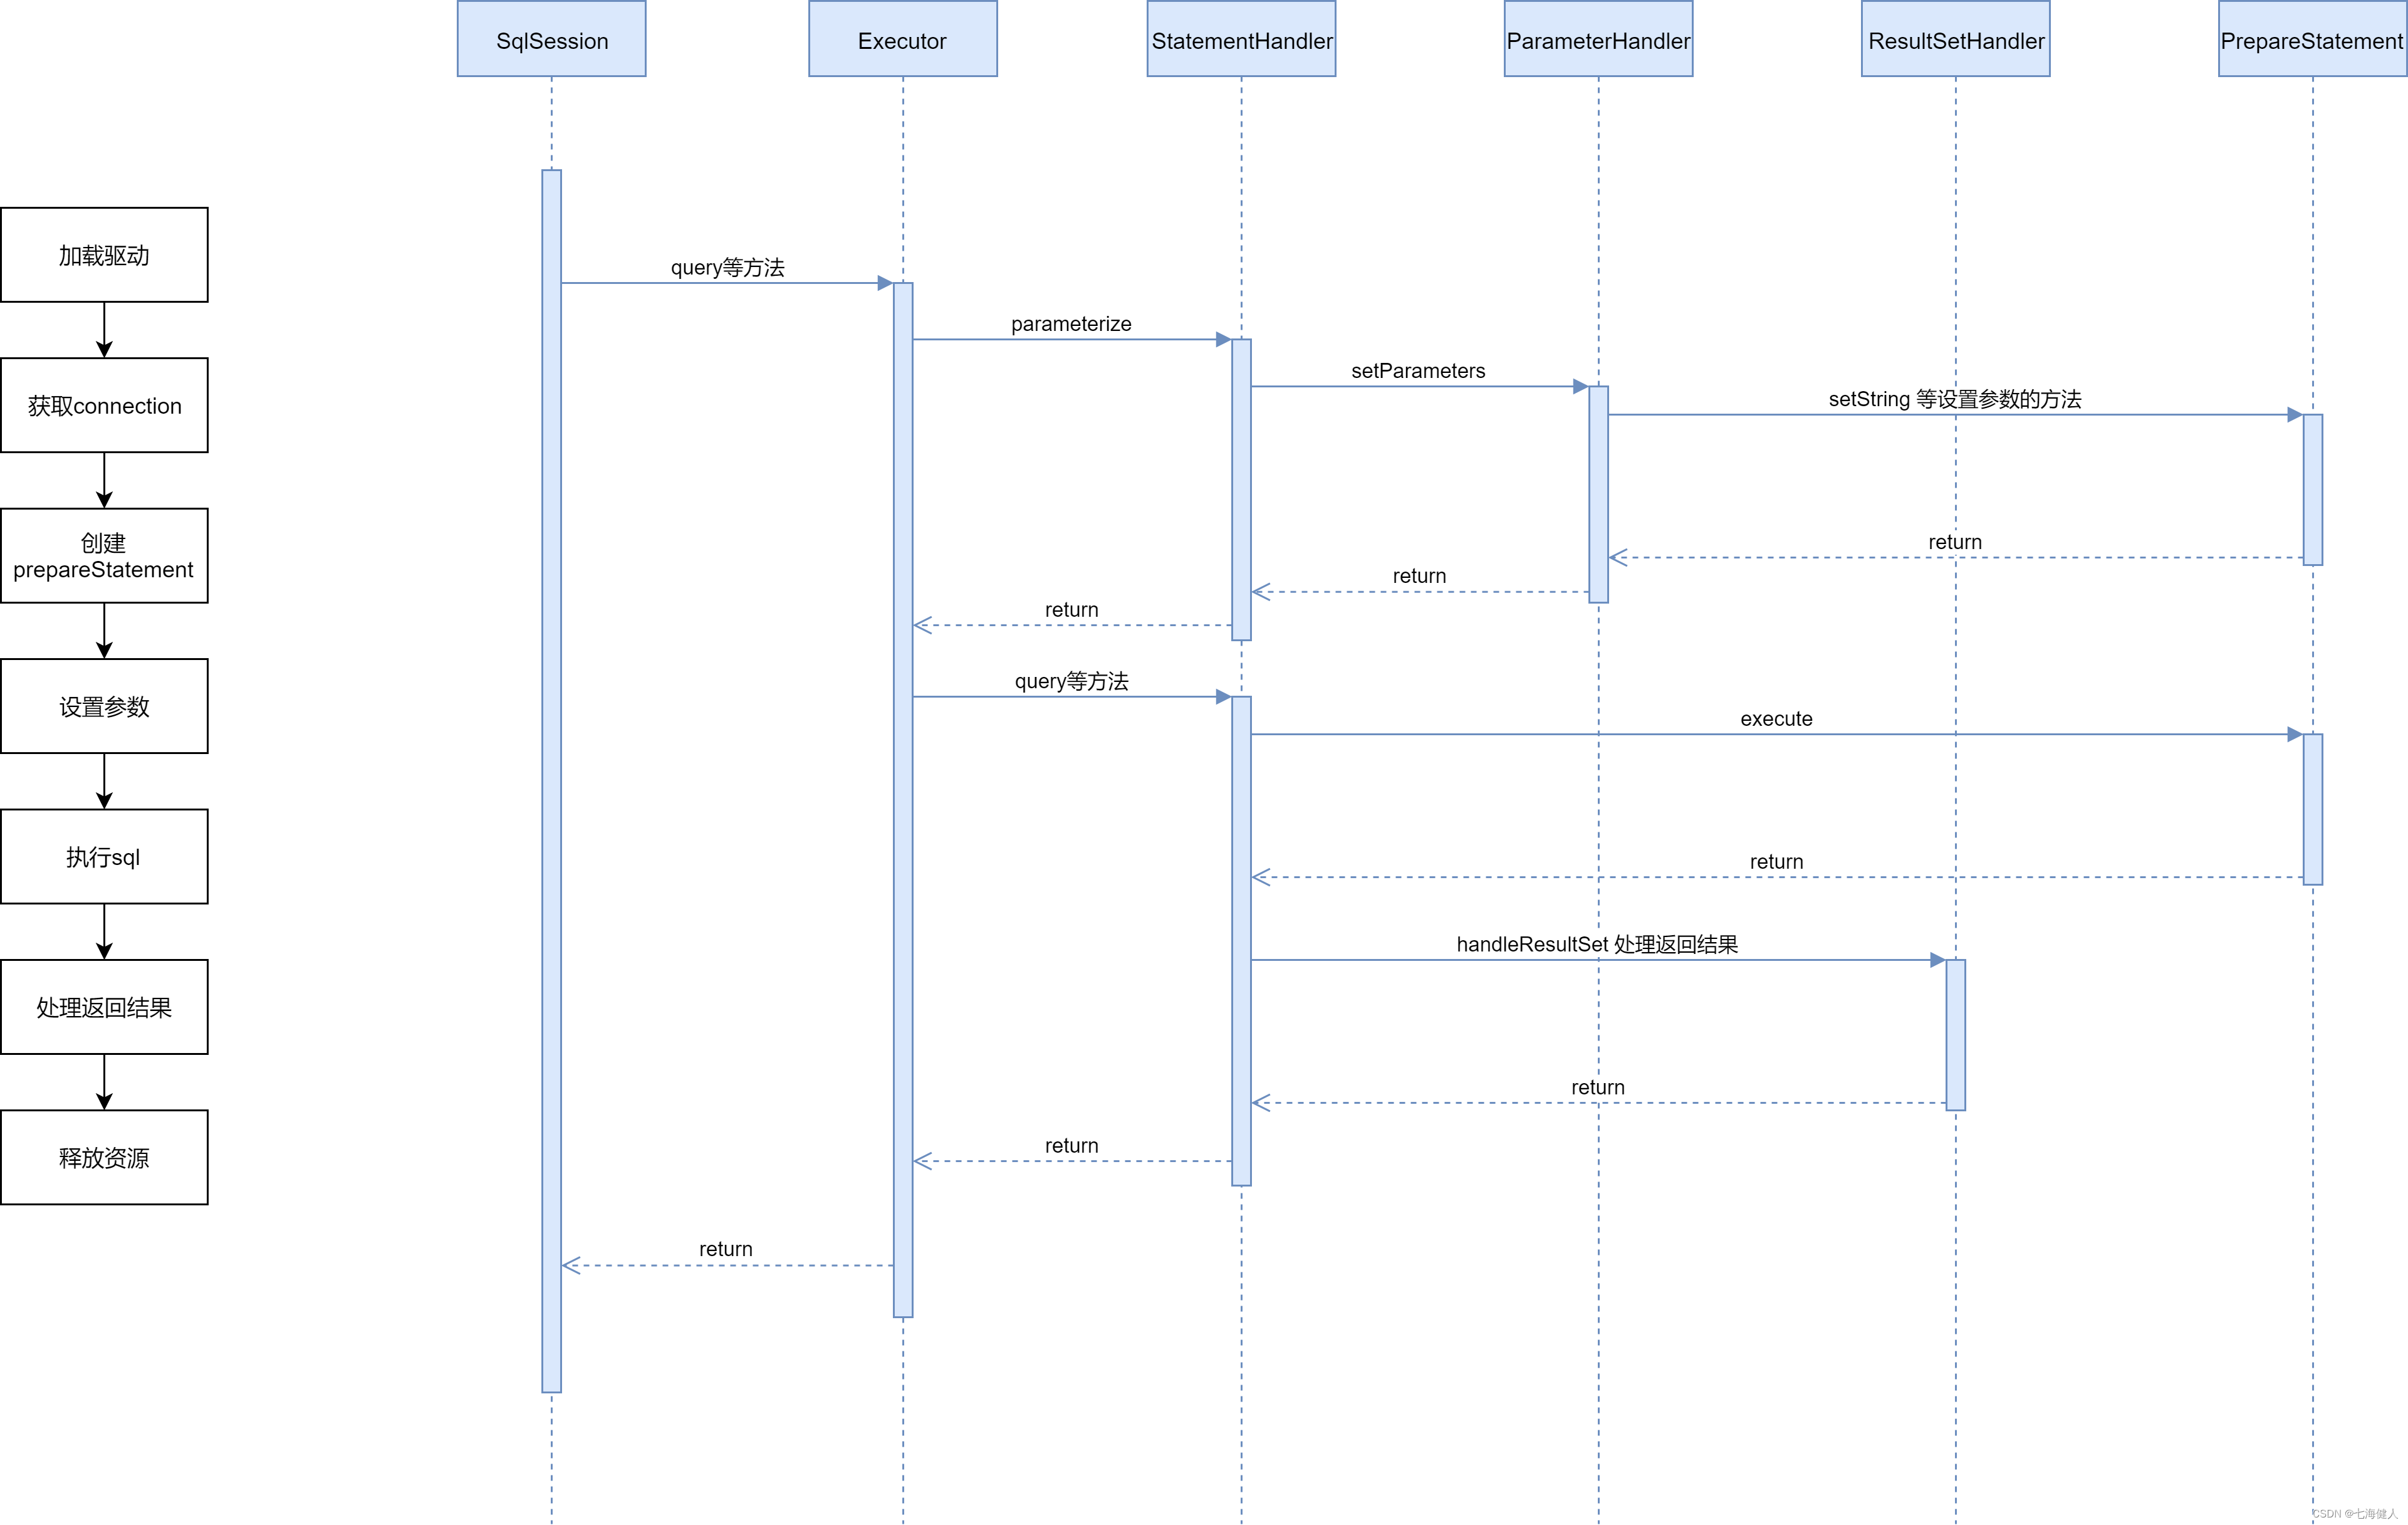 SqlSession
Executor
StatementHandler
ParameterHandler
ResultSetHandler
PrepareStatement
加载驱动
获取connection
创建
prepareStatement
设置参数
执行sql
处理返回结果
释放资源
query等方法
parameterize
setParameters
setString 等设置参数的方法
return
return
return
query等方法
execute
return
handleResultSet 处理返回结果
return
return
return
CSDN @七海健人